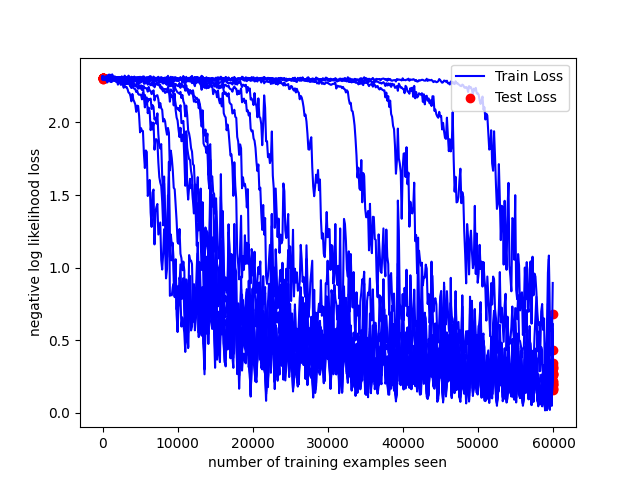 Train Loss
Test Loss
negative log likelihood loss
2.0
1.5
1.0
0.5
0.0
0 10000 20000 30000 40000 50000 60000
number of training examples seen